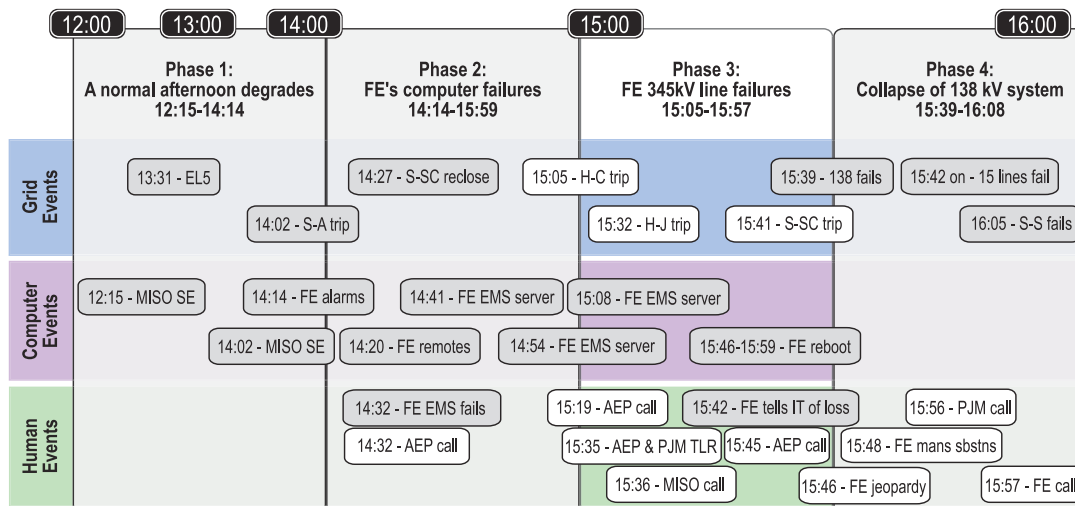 12:00
13:00
14:00
15:00
16:00
Phase 1:
A normal afternoon degrades
12:15-14:14
Phase 2:
FE's computer failures
14:14-15:59
Phase 3:
FE 345kV line failures
15:05-15:57
Phase 4:
Collapse of 138 kV system
15:39-16:08
Grid
Events
13:31 - EL5
14:27 - S-SC reclose
15:05 - H-C trip
15:39 - 138 fails
15:42 on - 15 lines fail
14:02 - S-A trip
15:32 - H-J trip
15:41 - S-SC trip
16:05 - S-S fails
Computer
Events
12:15 - MISO SE
14:14 - FE alarms
14:41 - FE EMS server
15:08 - FE EMS server
14:02 - MISO SE
14:20 - FE remotes
14:54 - FE EMS server
15:46-15:59 - FE reboot
Human
Events
14:32 - FE EMS fails
15:19 - AEP call
15:42 - FE tells IT of loss
15:56 - PJM call
14:32 - AEP call
15:35 - AEP & PJM TLR
15:45 - AEP call
15:48 - FE mans sbstns
15:36 - MISO call
15:46 - FE jeopardy
15:57 - FE call